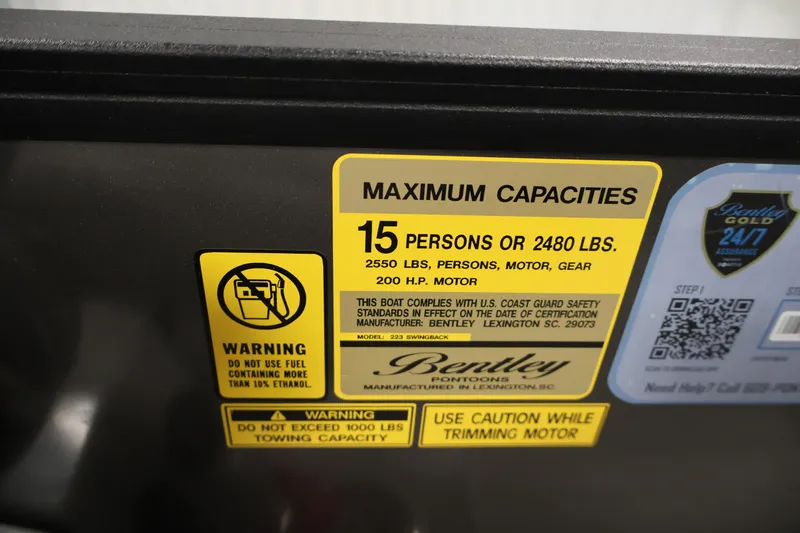 MAXIMUM CAPACITIES
15 PERSONS OR 2480 LBS.
2550 LBS, PERSONS, MOTOR, GEAR
200 H.P. MOTOR
THIS BOAT COMPLIES WITH U.S. COAST GUARD SAFETY
STANDARDS IN EFFECT ON THE DATE OF CERTIFICATION
MANUFACTURER: BENTLEY LEXINGTON SC. 29073
MODEL: 223 SWINGBACK
Bentley
PONTOONS
MANUFACTURED IN LEXINGTON, SC.
WARNING
DO NOT USE FUEL
CONTAINING MORE
THAN 10% ETHANOL.
WARNING
DO NOT EXCEED 1000 LBS
TOWING CAPACITY
USE CAUTION WHILE
TRIMMING MOTOR
Bentley
GOLD
24/7
ASSURANCE
STEP 1
Need Help? Call